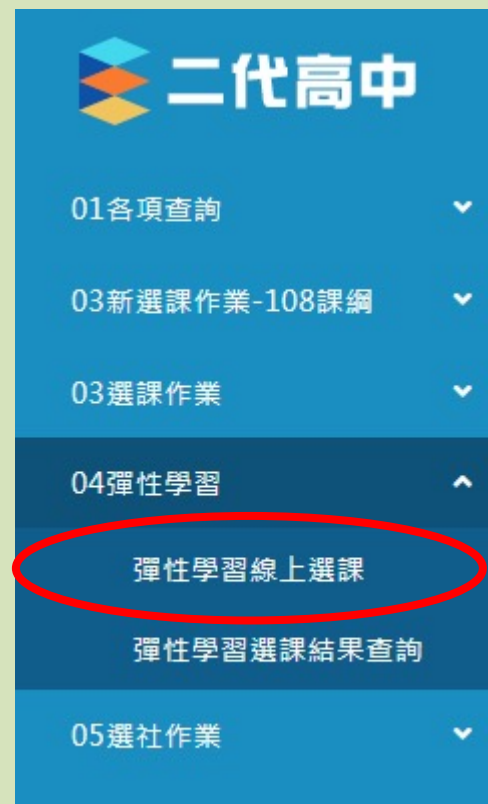 二代高中
01各項查詢
03新選課作業-108課綱
03選課作業
04彈性學習
彈性學習線上選課
彈性學習選課結果查詢
05選社作業